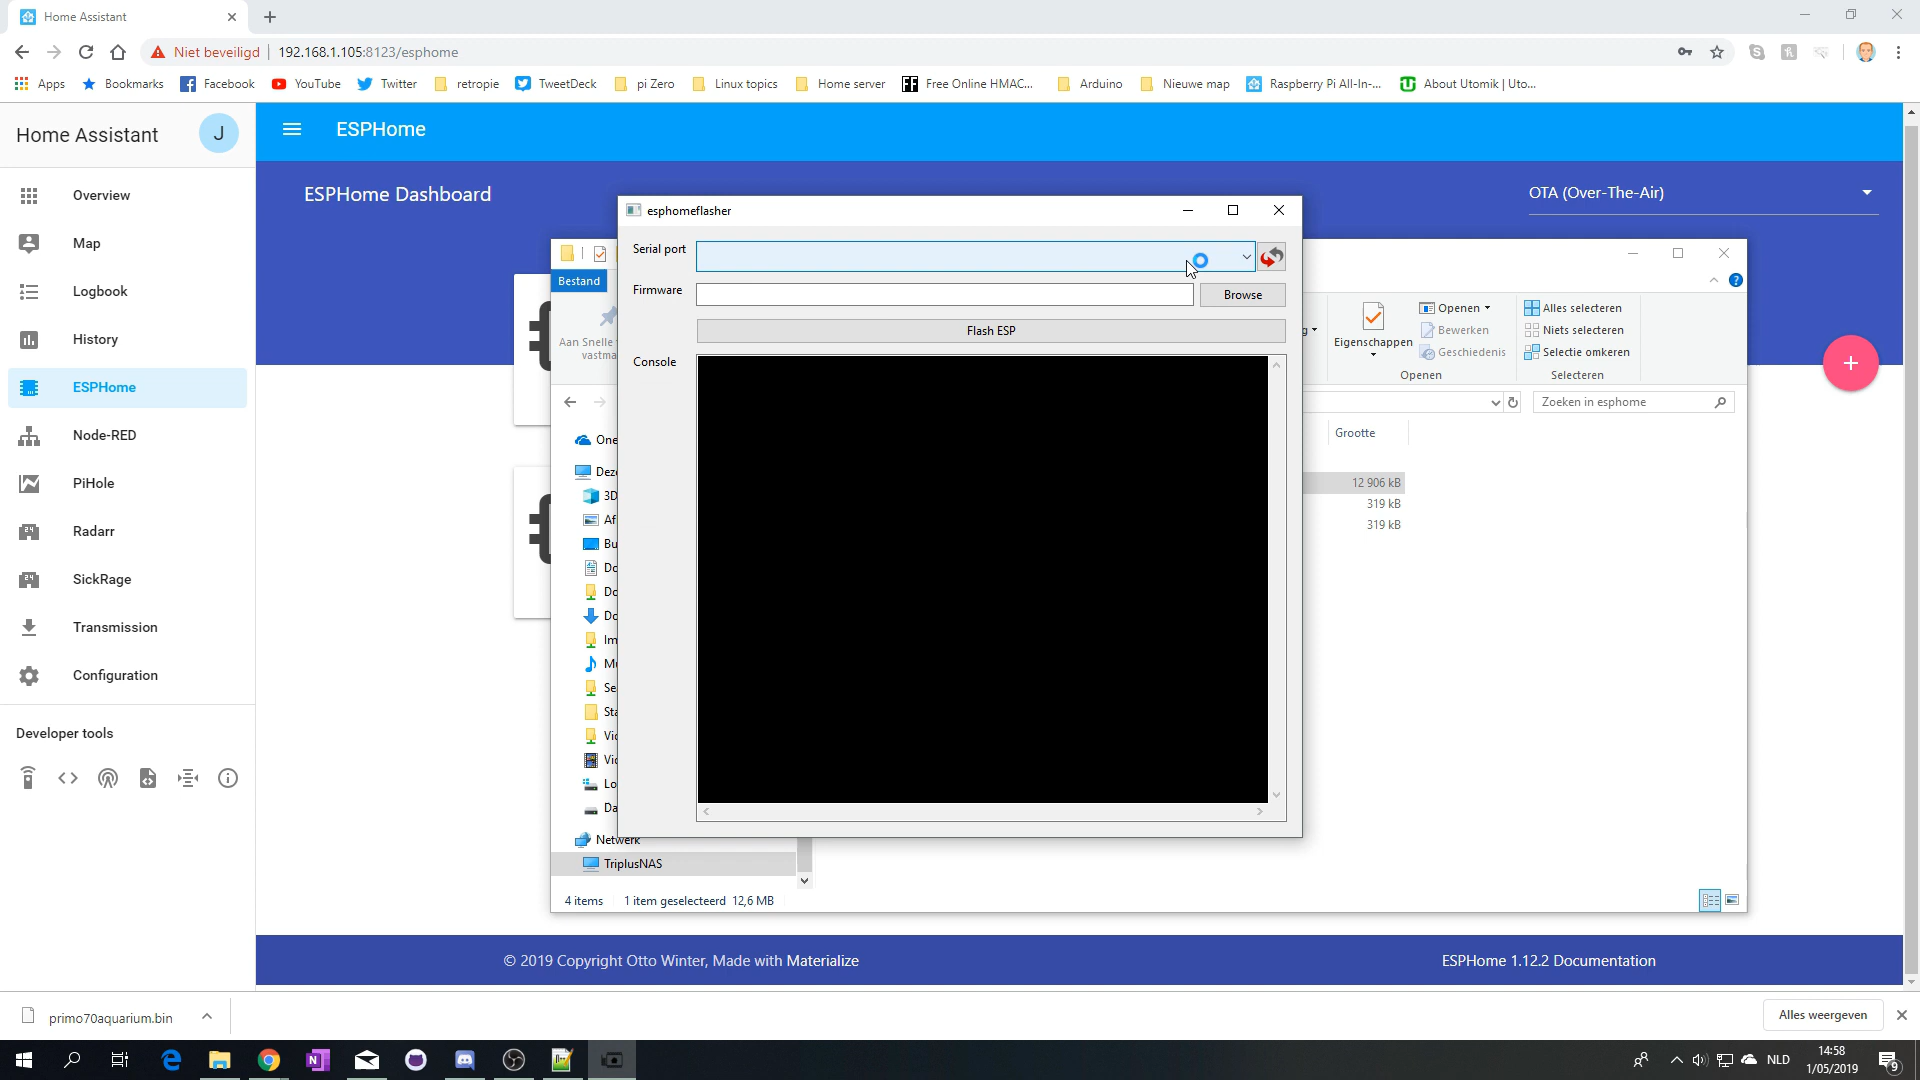 Home Assistant
Niet beveiligd
192.168.1.105:8123/esphome
Apps
Bookmarks
Facebook
YouTube
Twitter
retropie
TweetDeck
pi Zero
Linux topics
Home server
Free Online HMAC...
Arduino
Nieuwe map
Raspberry Pi All-In-...
About Utomik | Uto...
Home Assistant
J
ESPHome
Overview
Map
Logbook
History
ESPHome
Node-RED
PiHole
Radarr
SickRage
Transmission
Configuration
Developer tools
ESPHome Dashboard
OTA (Over-The-Air)
esphomeflasher
Serial port
Firmware
Browse
Flash ESP
Console
Bestand
Aan Snelle
Eigenschappen
Openen
Bewerken
Geschiedenis
Openen
Alles selecteren
Niets selecteren
Selectie omkeren
Selecteren
Zoeken in esphome
Grootte
12 906 kB
319 kB
319 kB
3D
Netwerk
TriplusNAS
4 items
1 item geselecteerd 12,6 MB
© 2019 Copyright Otto Winter, Made with Materialize
ESPHome 1.12.2 Documentation
primo70aquarium.bin
Alles weergeven
NLD
14:58
1/05/2019
9